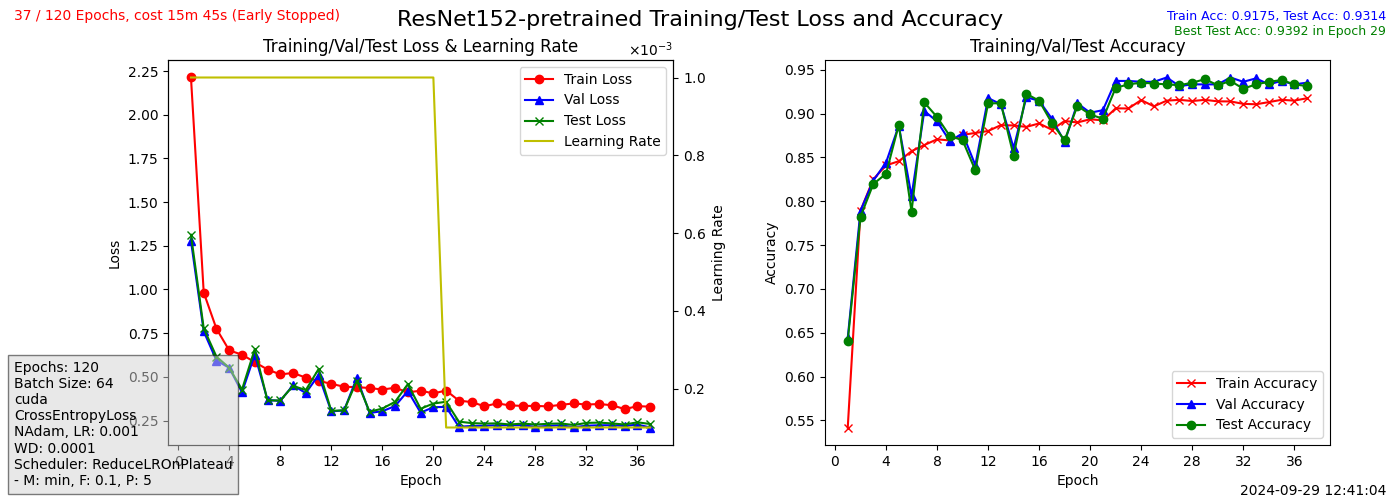 37 / 120 Epochs, cost 15m 45s (Early Stopped)
ResNet152-pretrained Training/Test Loss and Accuracy
Train Acc: 0.9175, Test Acc: 0.9314
Best Test Acc: 0.9392 in Epoch 29
Training/Val/Test Loss & Learning Rate
×10⁻³
2.25
2.00
1.75
1.50
1.25
1.00
0.75
0.50
0.25
Loss
Train Loss
Val Loss
Test Loss
Learning Rate
1.0
0.8
0.6
0.4
0.2
Learning Rate
0 4 8 12 16 20 24 28 32 36
Epoch
Epochs: 120
Batch Size: 64
cuda
CrossEntropyLoss
NAdam, LR: 0.001
WD: 0.0001
Scheduler: ReduceLROnPlateau
- M: min, F: 0.1, P: 5
Training/Val/Test Accuracy
0.95
0.90
0.85
0.80
0.75
0.70
0.65
0.60
0.55
Accuracy
Train Accuracy
Val Accuracy
Test Accuracy
0 4 8 12 16 20 24 28 32 36
Epoch
2024-09-29 12:41:04